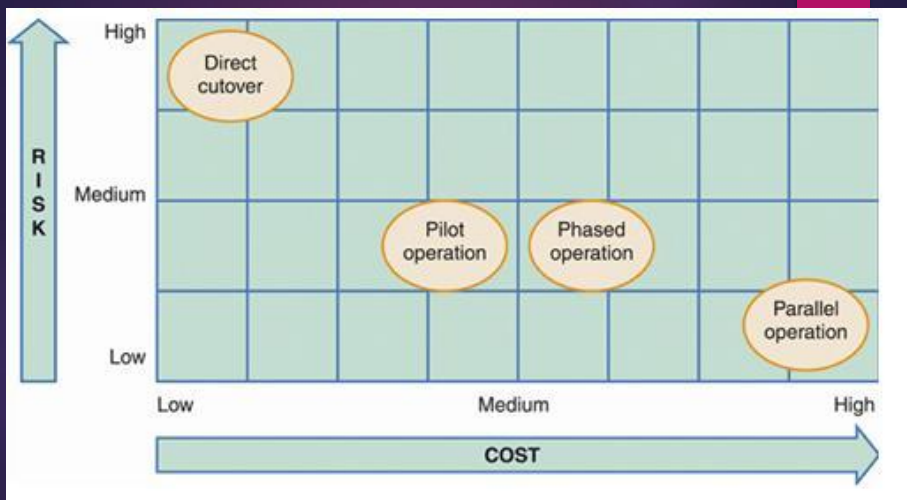 High
Direct
cutover
R
I
S
K
Medium
Pilot
operation
Phased
operation
Parallel
operation
Low
Low
Medium
High
COST